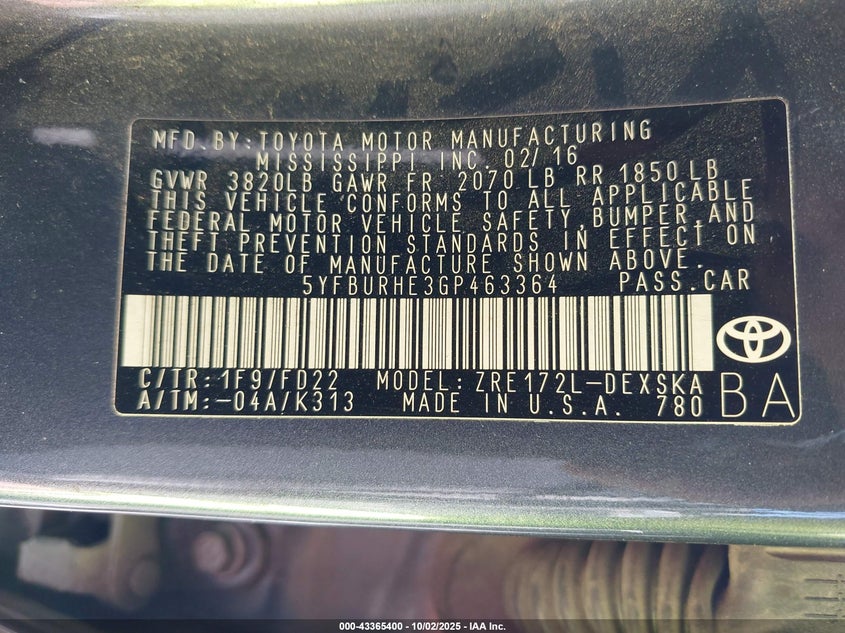 MFD. BY: TOYOTA MOTOR MANUFACTURING
MISSISSIPPI INC. 02/16
GVWR 3820LB GAWR FR 2070 LB RR 1850 LB
THIS VEHICLE CONFORMS TO ALL APPLICABLE
FEDERAL MOTOR VEHICLE SAFETY, BUMPER, AND
THEFT PREVENTION STANDARDS IN EFFECT ON
THE DATE OF MANUFACTURE SHOWN ABOVE.
5YFBURHE3GP463364 PASS. CAR
C/TR: 1F9/FD22 MODEL: ZRE172L-DEXSKA
A/TM: -04A/K313 MADE IN U.S.A. 780 BA
000-43365400 - 10/02/2025 - IAA Inc.